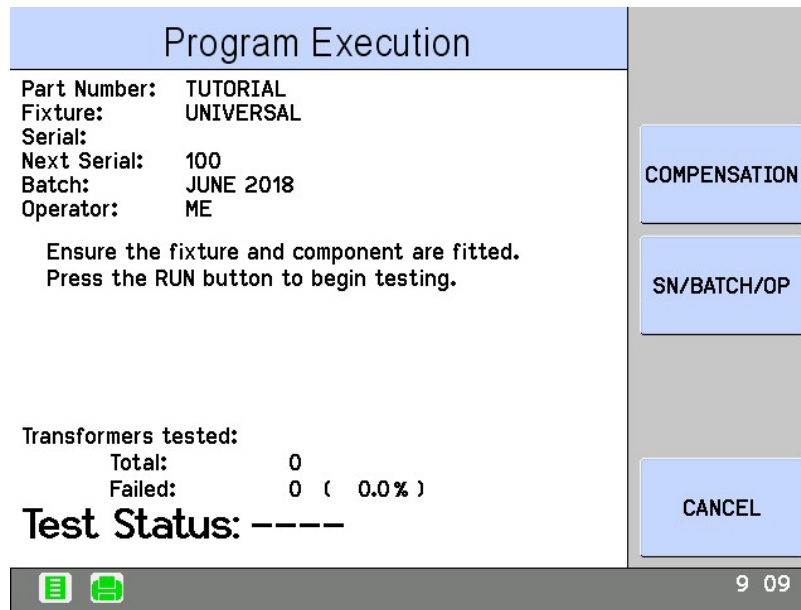 Program Execution
Part Number: TUTORIAL
Fixture: UNIVERSAL
Serial:
Next Serial: 100
Batch: JUNE 2018
Operator: ME
Ensure the fixture and component are fitted.
Press the RUN button to begin testing.
Transformers tested:
Total: 0
Failed: 0 ( 0.0% )
Test Status: ----
COMPENSATION
SN/BATCH/OP
CANCEL
9 09